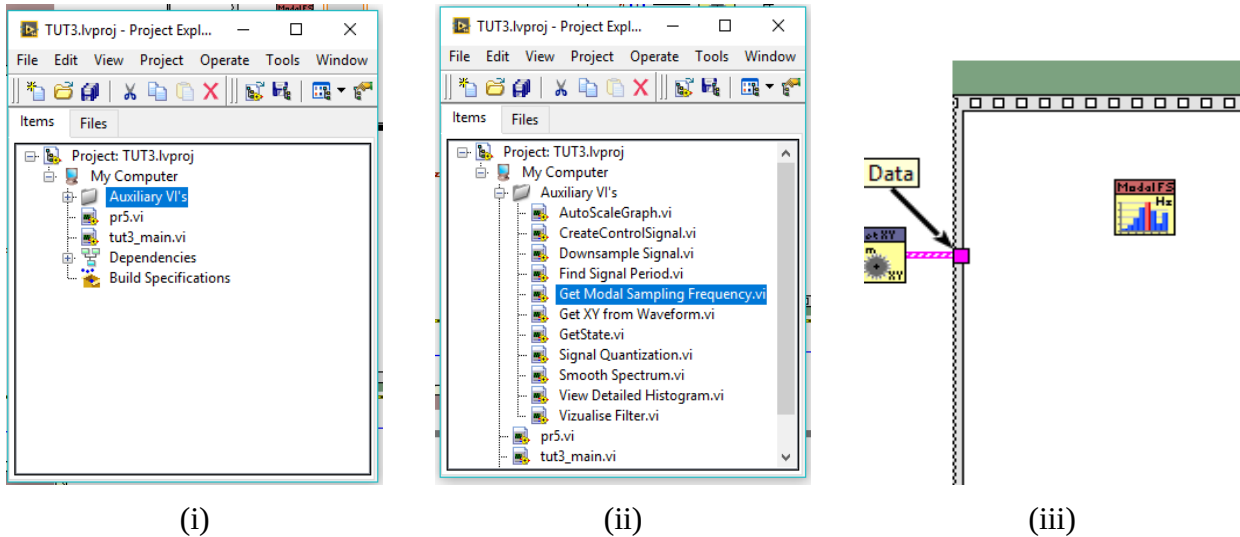 TUT3.lvproj - Project Expl...
File Edit View Project Operate Tools Window
Items Files
Project: TUT3.lvproj
My Computer
Auxiliary VI's
pr5.vi
tut3_main.vi
Dependencies
Build Specifications
(i)
TUT3.lvproj - Project Expl...
File Edit View Project Operate Tools Window
Items Files
Project: TUT3.lvproj
My Computer
Auxiliary VI's
AutoScaleGraph.vi
CreateControlSignal.vi
Downsample Signal.vi
Find Signal Period.vi
Get Modal Sampling Frequency.vi
Get XY from Waveform.vi
GetState.vi
Signal Quantization.vi
Smooth Spectrum.vi
View Detailed Histogram.vi
Vizualise Filter.vi
pr5.vi
tut3_main.vi
(ii)
Data
ModalFS
Hz
XY
(iii)